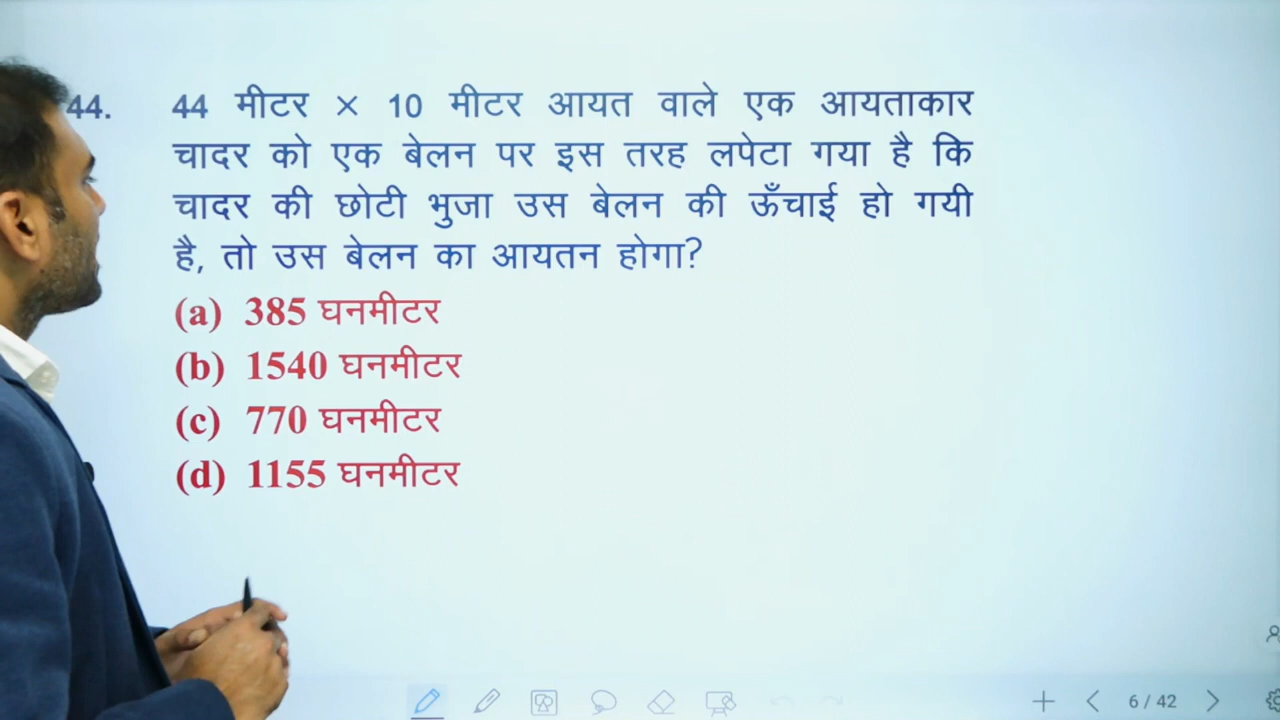 44. 44 मीटर × 10 मीटर आयत वाले एक आयताकार
चादर को एक बेलन पर इस तरह लपेटा गया है कि
चादर की छोटी भुजा उस बेलन की ऊँचाई हो गयी
है, तो उस बेलन का आयतन होगा?
(a) 385 घनमीटर
(b) 1540 घनमीटर
(c) 770 घनमीटर
(d) 1155 घनमीटर
6 / 42